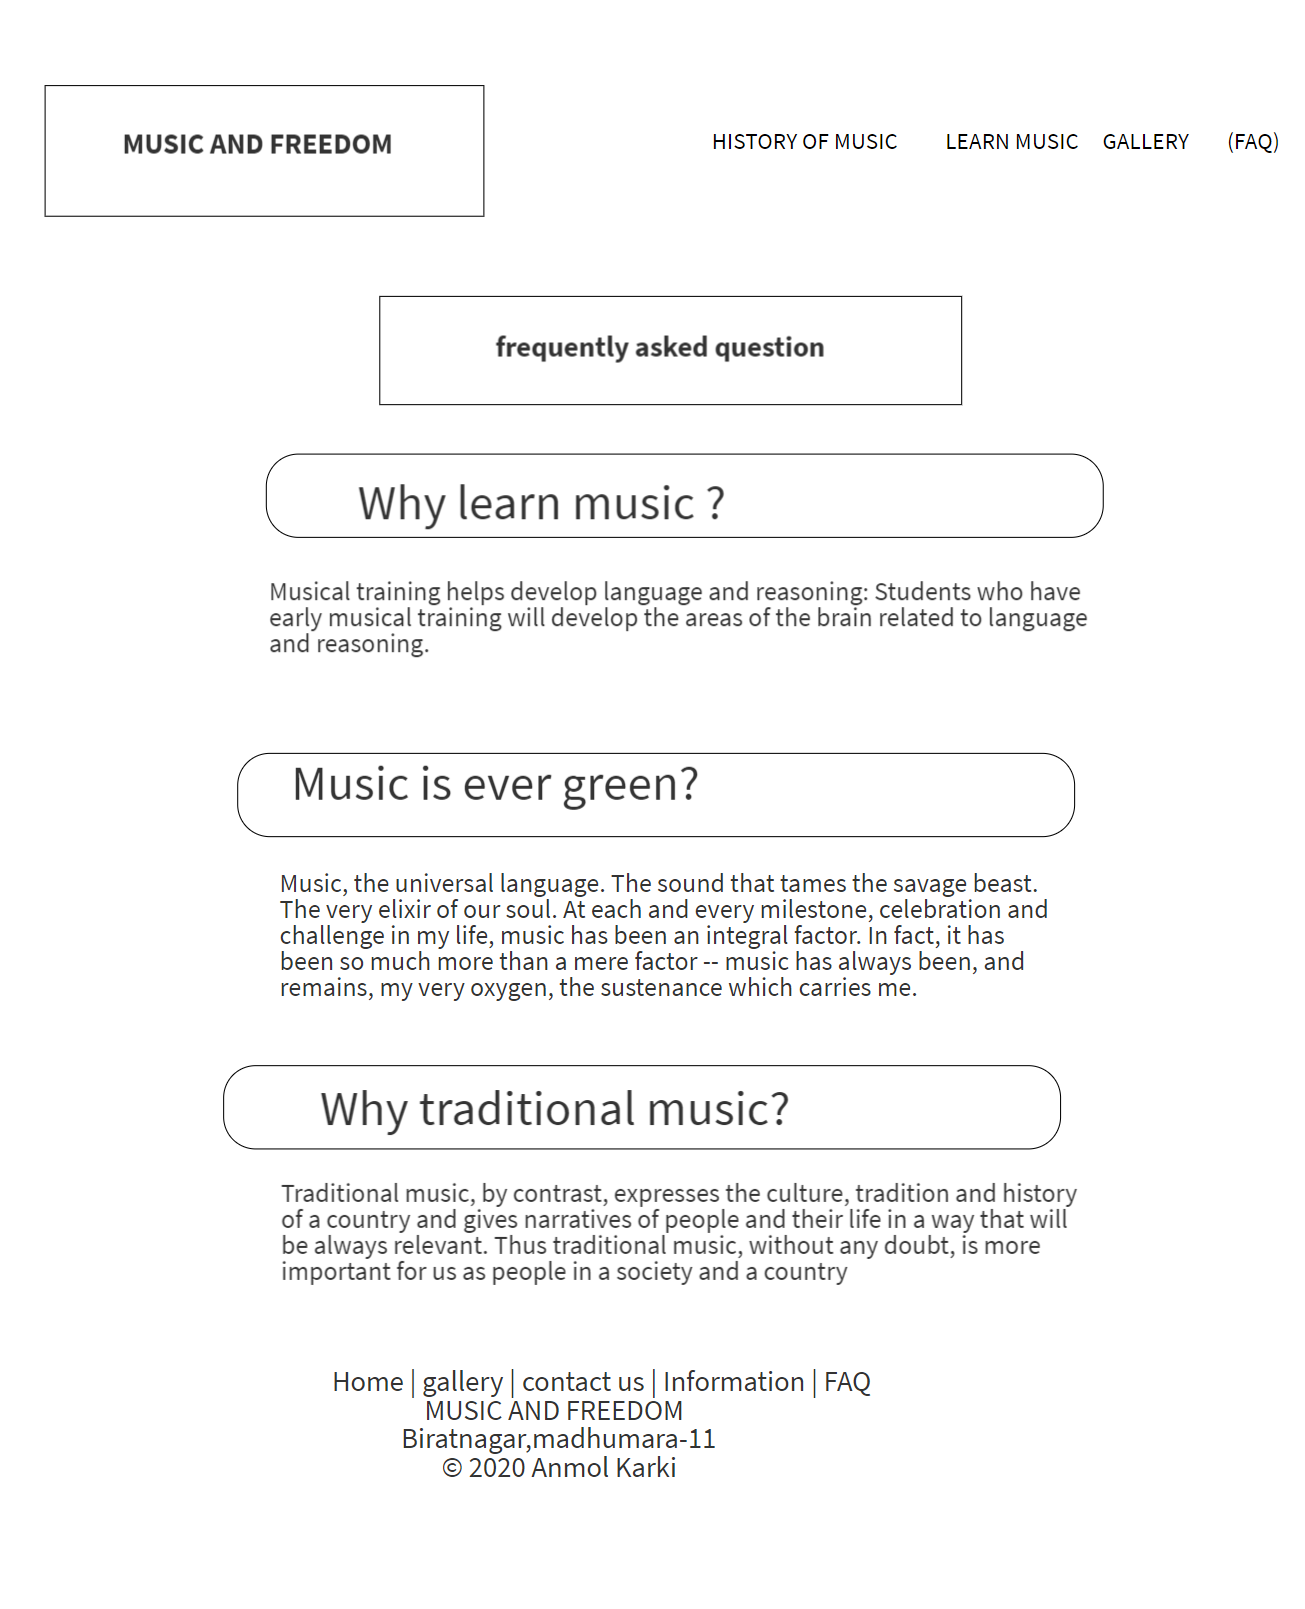 MUSIC AND FREEDOM
HISTORY OF MUSIC LEARN MUSIC GALLERY (FAQ)
frequently asked question
Why learn music ?
Musical training helps develop language and reasoning: Students who have
early musical training will develop the areas of the brain related to language
and reasoning.
Music is ever green?
Music, the universal language. The sound that tames the savage beast.
The very elixir of our soul. At each and every milestone, celebration and
challenge in my life, music has been an integral factor. In fact, it has
been so much more than a mere factor -- music has always been, and
remains, my very oxygen, the sustenance which carries me.
Why traditional music?
Traditional music, by contrast, expresses the culture, tradition and history
of a country and gives narratives of people and their life in a way that will
be always relevant. Thus traditional music, without any doubt, is more
important for us as people in a society and a country
Home | gallery | contact us | Information | FAQ
MUSIC AND FREEDOM
Biratnagar,madhumara-11
© 2020 Anmol Karki